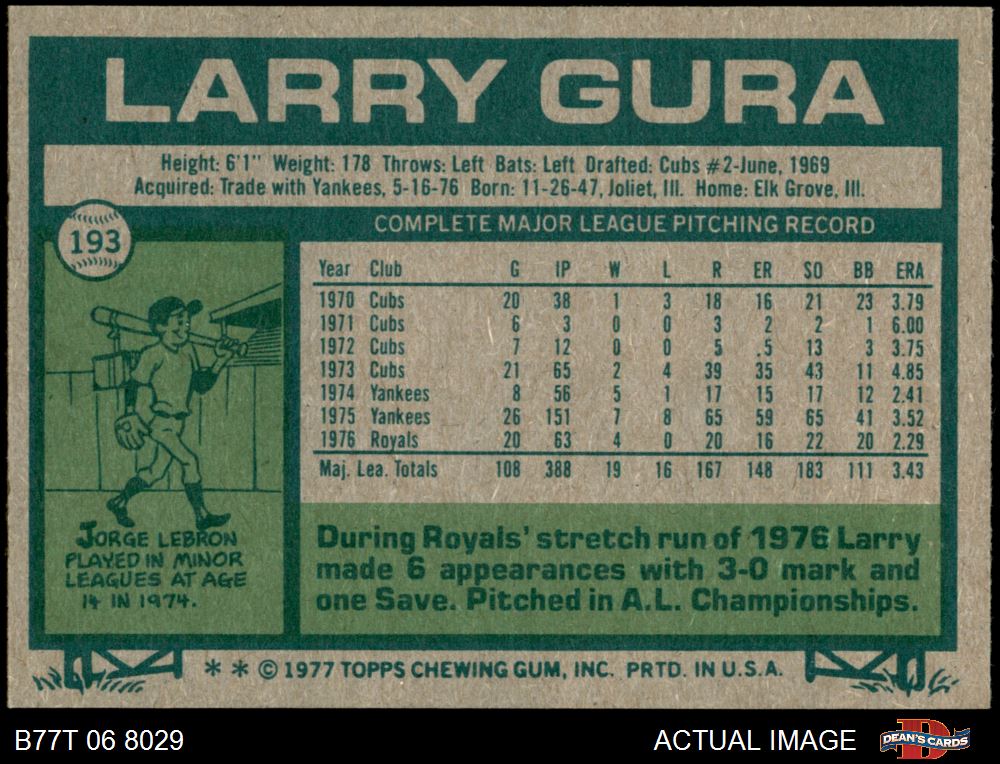 LARRY GURA
Height: 6'1" Weight: 178 Throws: Left Bats: Left Drafted: Cubs #2-June, 1969
Acquired: Trade with Yankees, 5-16-76 Born: 11-26-47, Joliet, Ill. Home: Elk Grove, Ill.
193
COMPLETE MAJOR LEAGUE PITCHING RECORD
Year Club G IP W L R ER SO BB ERA
1970 Cubs 20 38 1 3 18 16 21 23 3.79
1971 Cubs 6 3 0 0 3 2 2 1 6.00
1972 Cubs 7 12 0 0 5 .5 13 3 3.75
1973 Cubs 21 65 2 4 39 35 43 11 4.85
1974 Yankees 8 56 5 1 17 15 17 12 2.41
1975 Yankees 26 151 7 8 65 59 65 41 3.52
1976 Royals 20 63 4 0 20 16 22 20 2.29
Maj. Lea. Totals 108 388 19 16 167 148 183 111 3.43
JORGE LEBRON
PLAYED IN MINOR
LEAGUES AT AGE
14 IN 1974.
During Royals' stretch run of 1976 Larry
made 6 appearances with 3-0 mark and
one Save. Pitched in A.L. Championships.
* * © 1977 TOPPS CHEWING GUM, INC. PRTD. IN U.S.A.
B77T 06 8029
ACTUAL IMAGE
DEAN'S CARDS